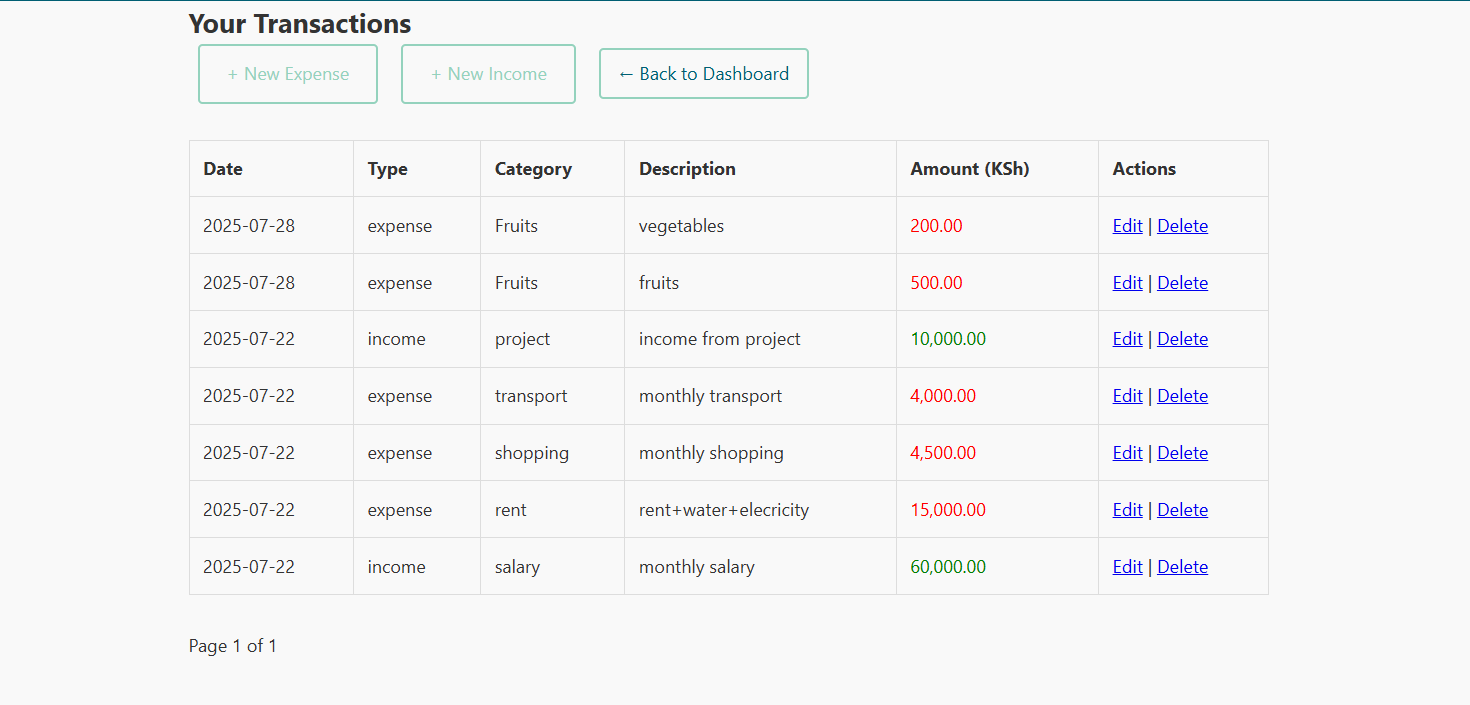 Your Transactions
+ New Expense + New Income ← Back to Dashboard
Date Type Category Description Amount (KSh) Actions
2025-07-28 expense Fruits vegetables 200.00 Edit | Delete
2025-07-28 expense Fruits fruits 500.00 Edit | Delete
2025-07-22 income project income from project 10,000.00 Edit | Delete
2025-07-22 expense transport monthly transport 4,000.00 Edit | Delete
2025-07-22 expense shopping monthly shopping 4,500.00 Edit | Delete
2025-07-22 expense rent rent+water+elecricity 15,000.00 Edit | Delete
2025-07-22 income salary monthly salary 60,000.00 Edit | Delete
Page 1 of 1